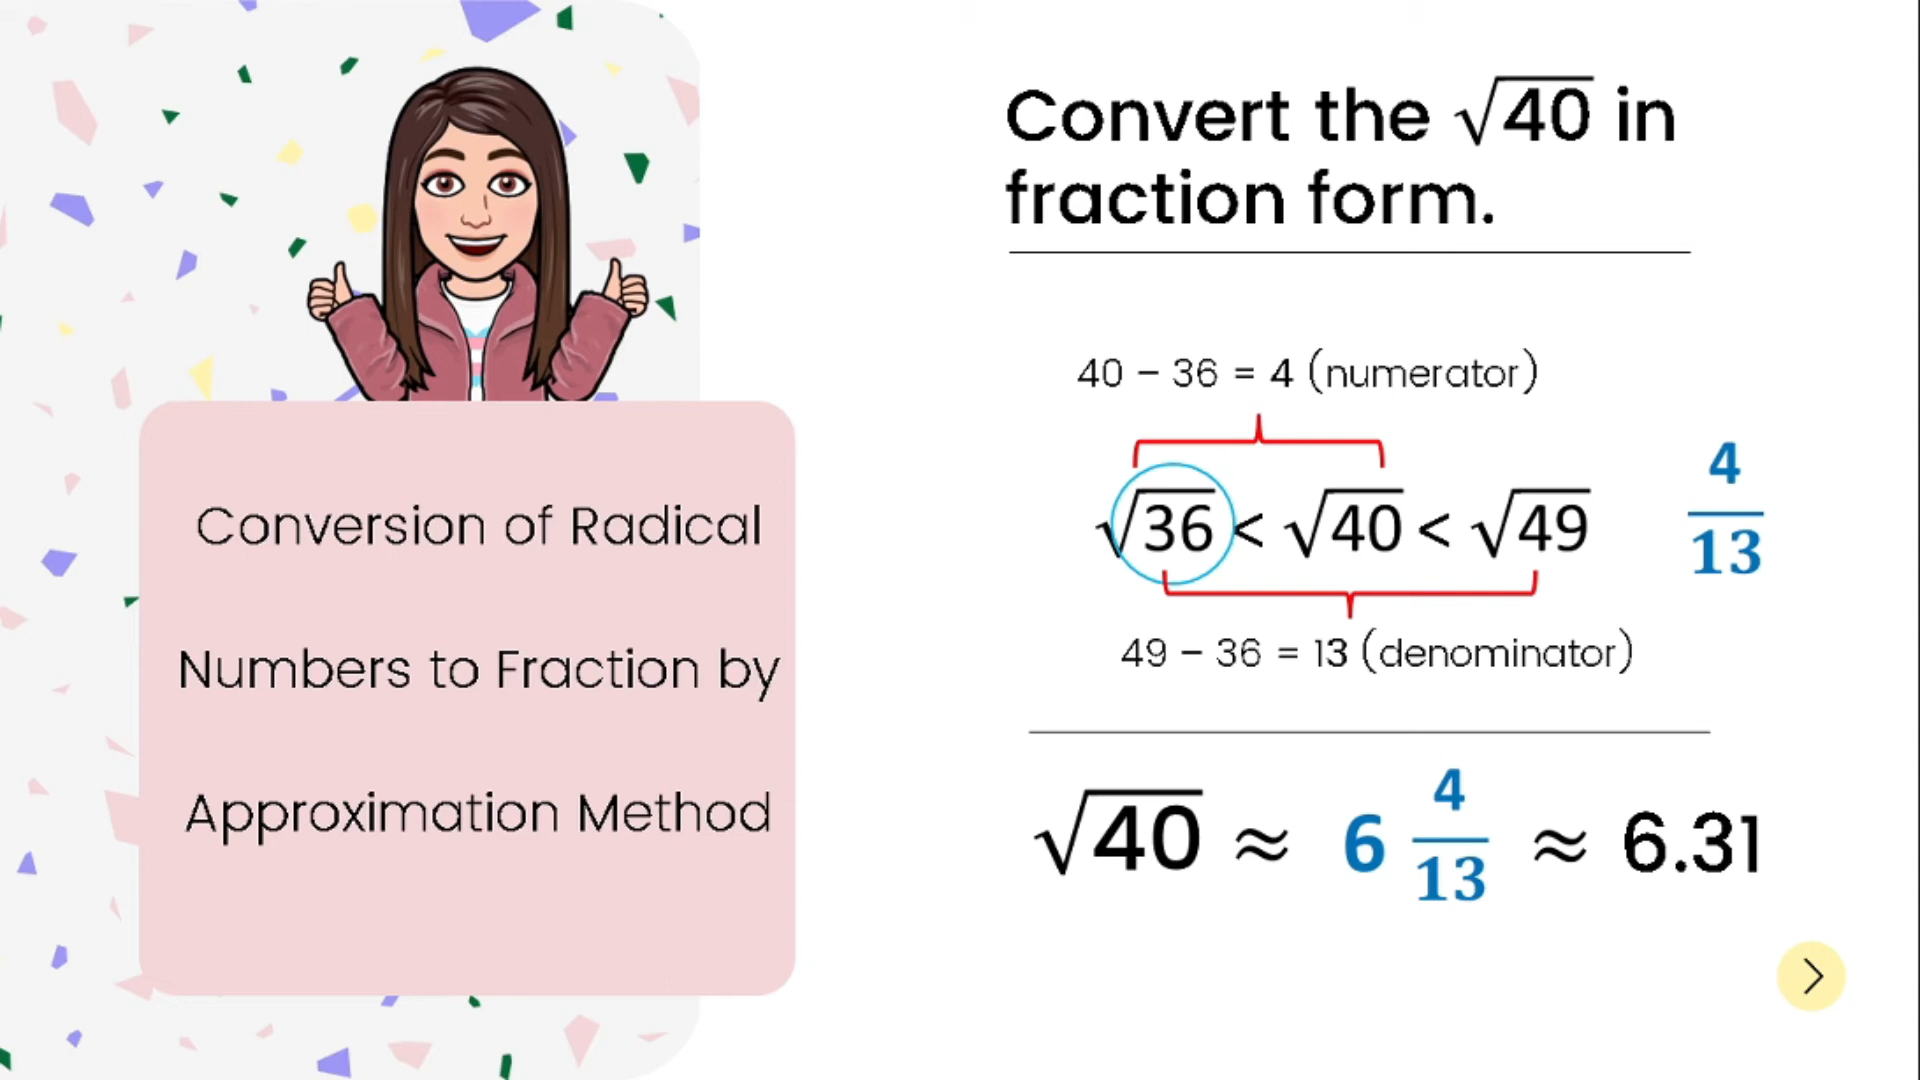 Convert the √40 in
fraction form.
Conversion of Radical
Numbers to Fraction by
Approximation Method
40 – 36 = 4 (numerator)
√36 < √40 < √49
4
13
49 – 36 = 13 (denominator)
√40 ≈ 6 4/13 ≈ 6.31